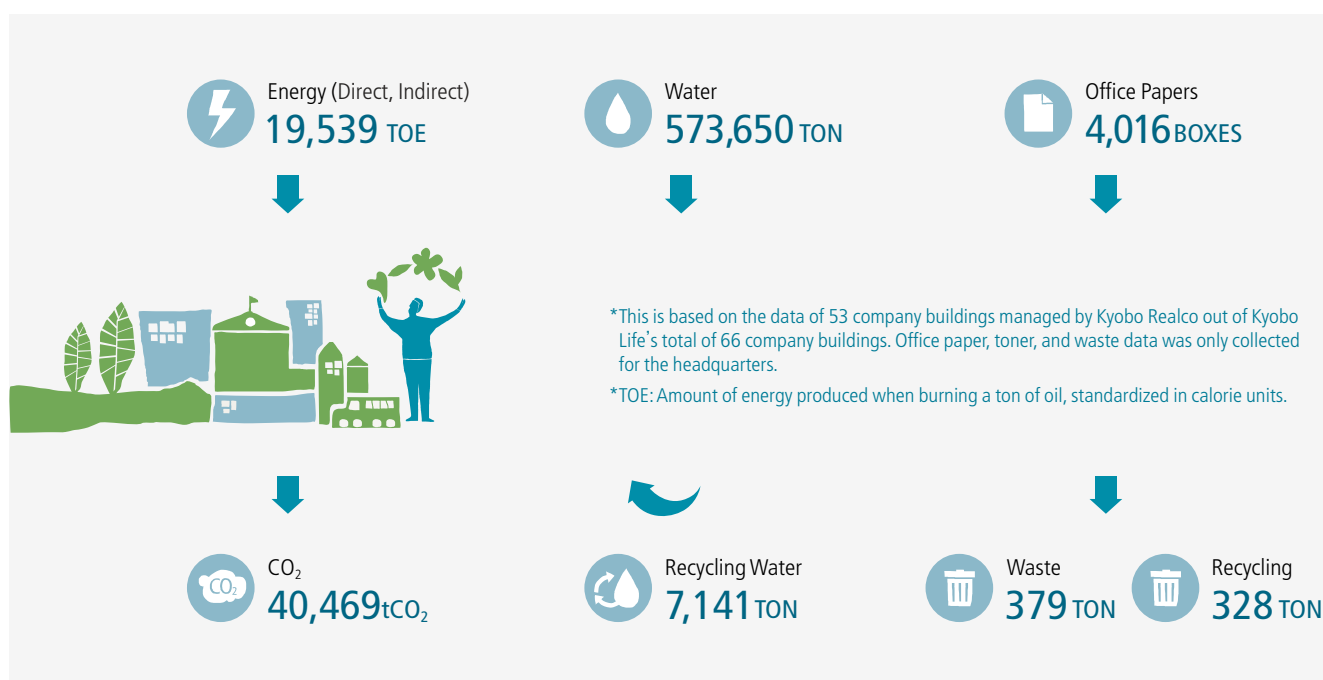 Energy (Direct, Indirect)
19,539 TOE
Water
573,650 TON
Office Papers
4,016 BOXES
*This is based on the data of 53 company buildings managed by Kyobo Realco out of Kyobo
Life's total of 66 company buildings. Office paper, toner, and waste data was only collected
for the headquarters.
*TOE: Amount of energy produced when burning a ton of oil, standardized in calorie units.
CO₂
CO₂
40,469tCO₂
Recycling Water
7,141 TON
Waste
379 TON
Recycling
328 TON